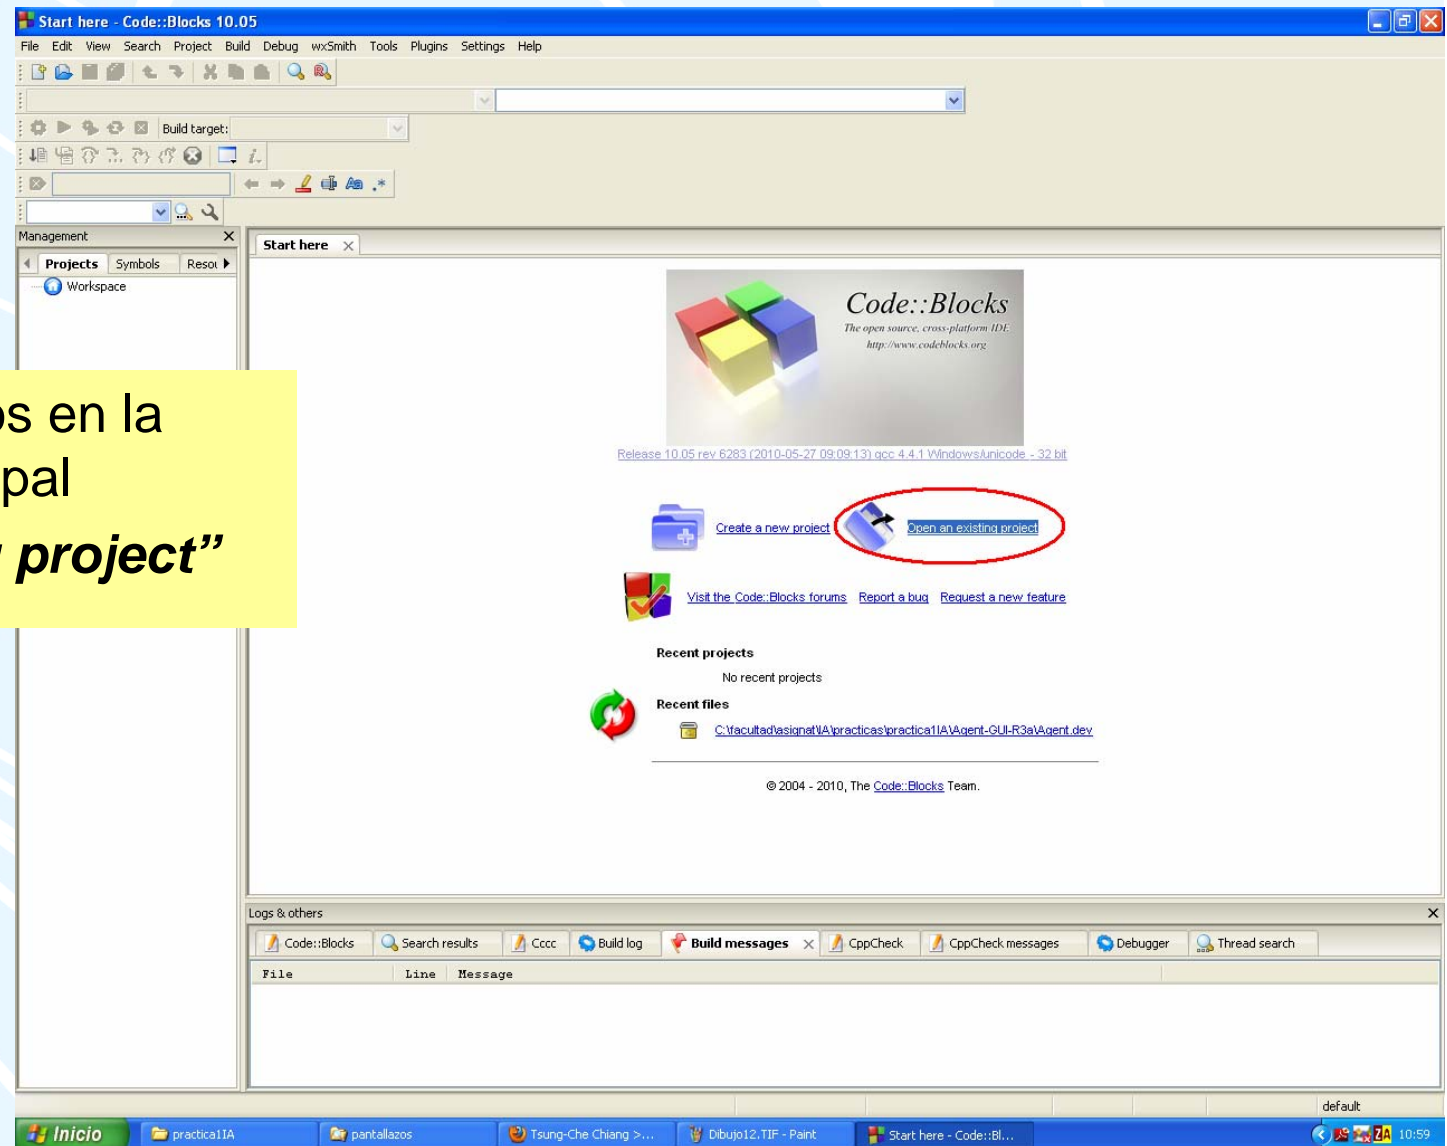 Start here - Code::Blocks 10.05
File Edit View Search Project Build Debug wxSmith Tools Plugins Settings Help
Build target:
Management
Projects Symbols
Workspace
Start here
Code::Blocks
The open source, cross-platform IDE
http://www.codeblocks.org
Release 10.05 rev 6283 (2010-05-27 09:09:13) gcc 4.4.1 Windows/unicode - 32 bit
en la
project”
Create a new project Open an existing project
Visit the Code::Blocks forums Report a bug Request a new feature
Recent projects
No recent projects
Recent files
C:\facultad\asignat\IA\practicas\practica1IA\Agent-GUI-R3a\Agent.dev
© 2004 - 2010, The Code::Blocks Team.
Logs & others
Code::Blocks Search results Cccc Build log Build messages CppCheck CppCheck messages Debugger Thread search
File Line Message
default
Inicio practica1IA pantallazos Tsung-Che Chiang >... Dibujo12.TIF - Paint Start here - Code::Bl... ZA 10:59